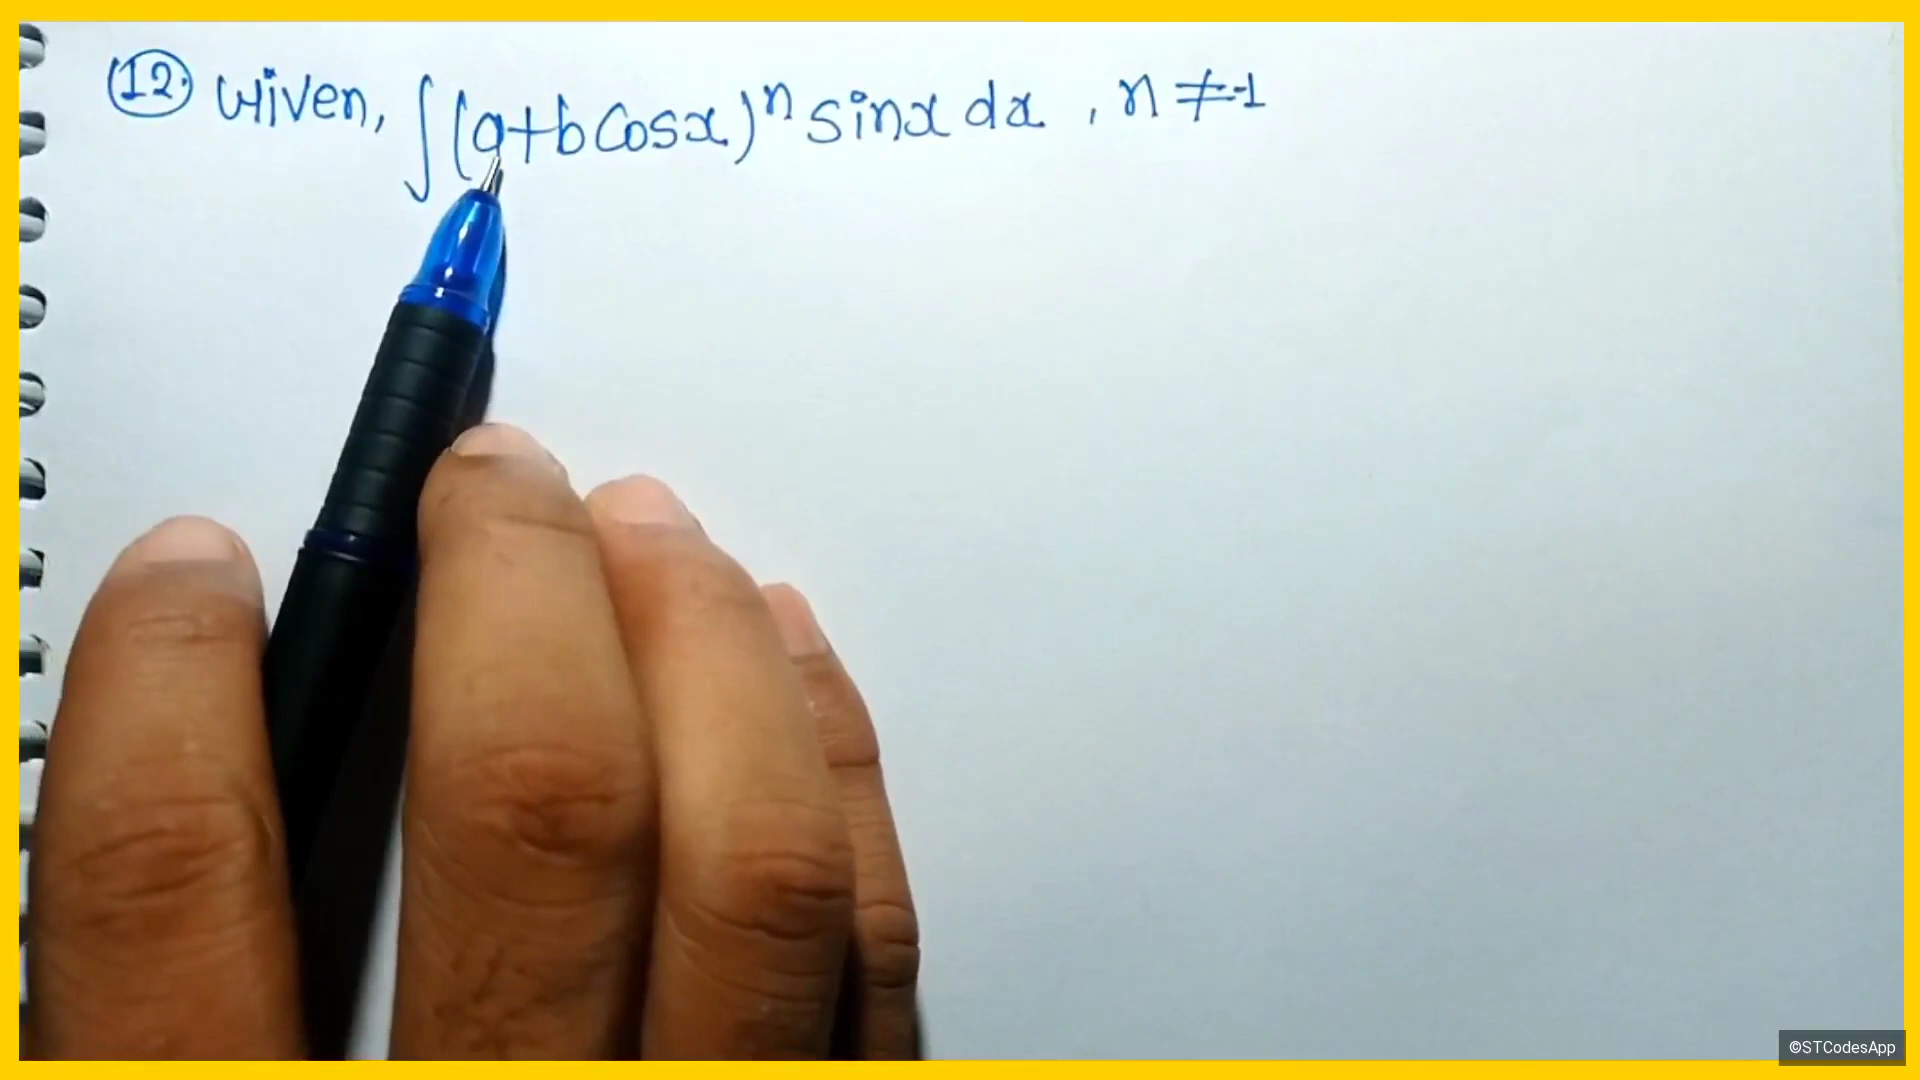 12. Given, ∫(a+b cosx)ⁿ sinx dx , n ≠ -1
©STCodesApp